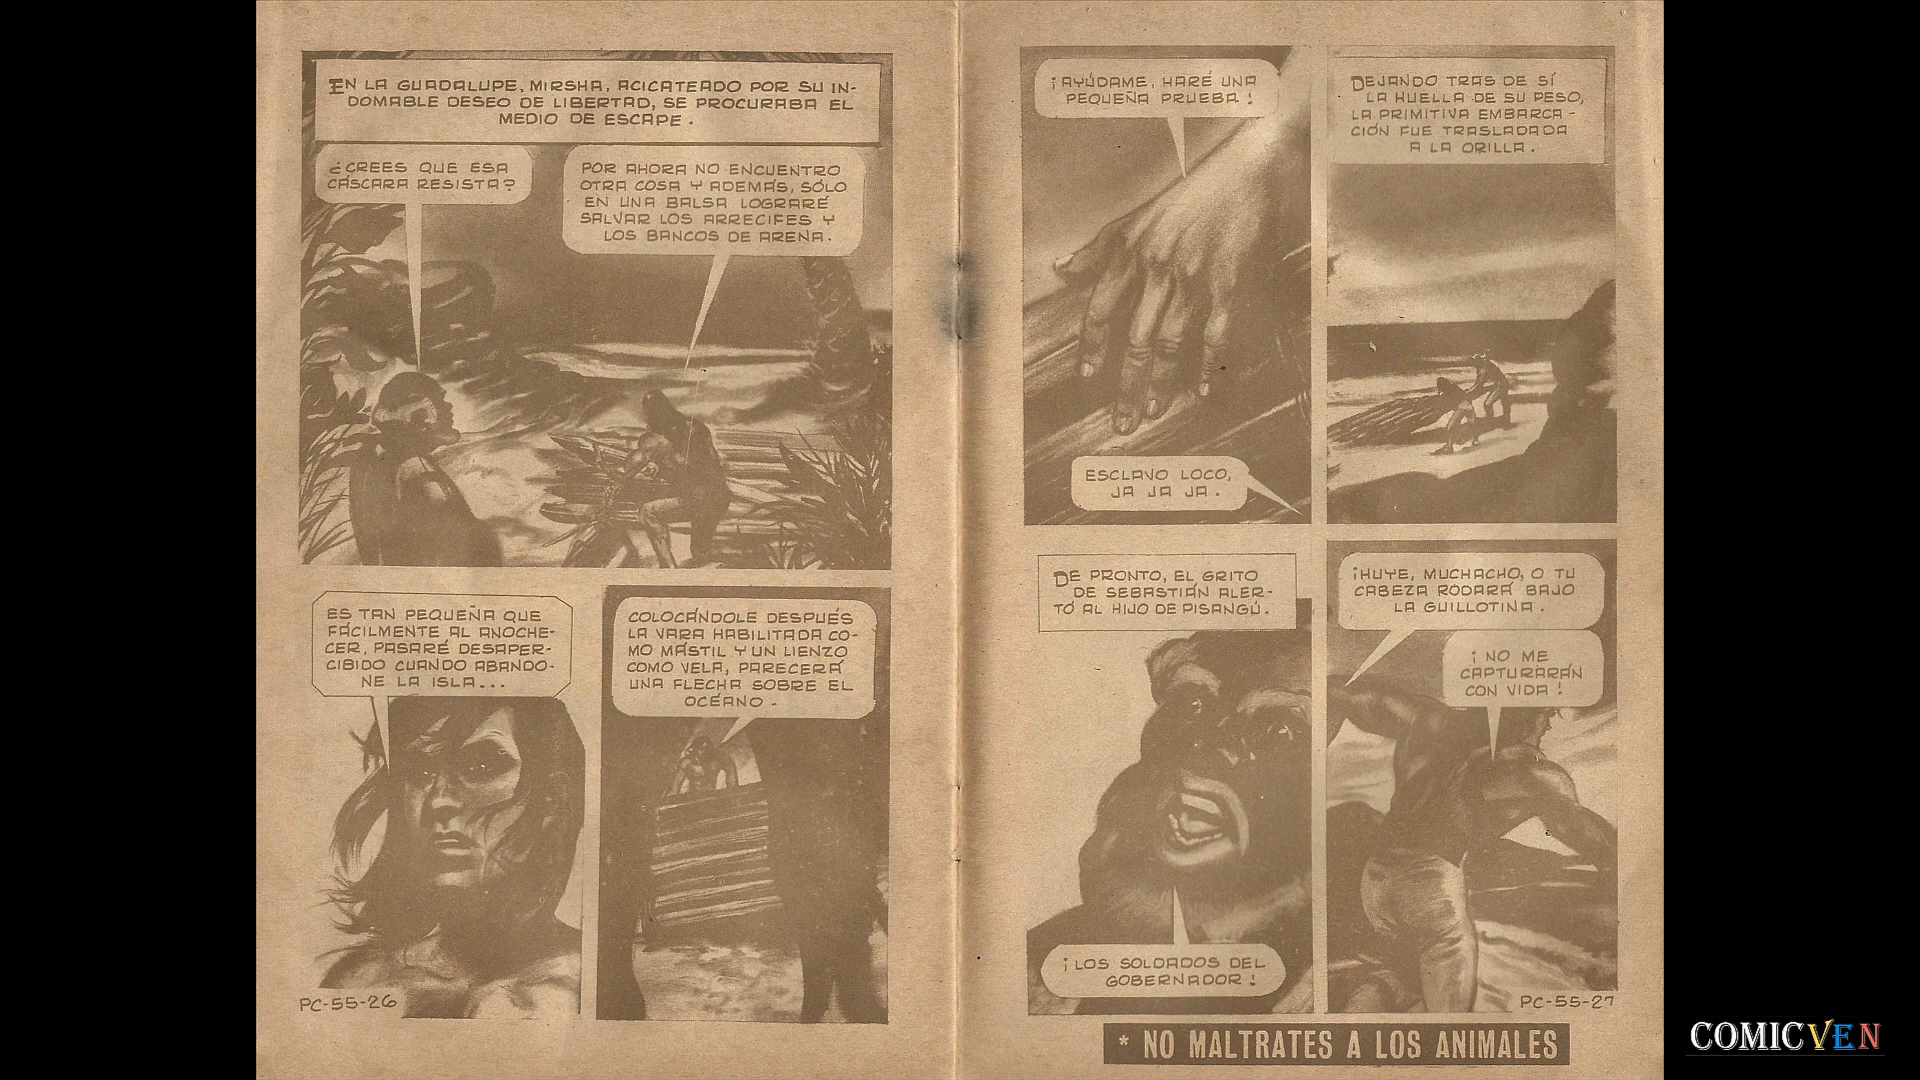 EN LA GUADALUPE, MIRSHA, ACICATEADO POR SU IN-
DOMABLE DESEO DE LIBERTAD, SE PROCURABA EL
MEDIO DE ESCAPE.
¿CREES QUE ESA
CÁSCARA RESISTA?
POR AHORA NO ENCUENTRO
OTRA COSA Y ADEMÁS, SÓLO
EN UNA BALSA LOGRARÉ
SALVAR LOS ARRECIFES Y
LOS BANCOS DE ARENA.
ES TAN PEQUEÑA QUE
FÁCILMENTE AL ANOCHE-
CER, PASARÉ DESAPER-
CIBIDO CUANDO ABANDO-
NE LA ISLA...
COLOCÁNDOLE DESPUÉS
LA VARA HABILITADA CO-
MO MÁSTIL Y UN LIENZO
COMO VELA, PARECERÁ
UNA FLECHA SOBRE EL
OCÉANO.
PC-55-26
¡AYÚDAME, HARÉ UNA
PEQUEÑA PRUEBA!
ESCLAVO LOCO,
JA JA JA.
DEJANDO TRAS DE SÍ
LA HUELLA DE SU PESO,
LA PRIMITIVA EMBARCA-
CIÓN FUE TRASLADADA
A LA ORILLA.
DE PRONTO, EL GRITO
DE SEBASTIÁN ALER-
TÓ AL HIJO DE PISANGÚ.
¡LOS SOLDADOS DEL
GOBERNADOR!
¡HUYE, MUCHACHO, O TU
CABEZA RODARÁ BAJO
LA GUILLOTINA.
¡NO ME
CAPTURARÁN
CON VIDA!
PC-55-27
* NO MALTRATES A LOS ANIMALES
COMICVEN